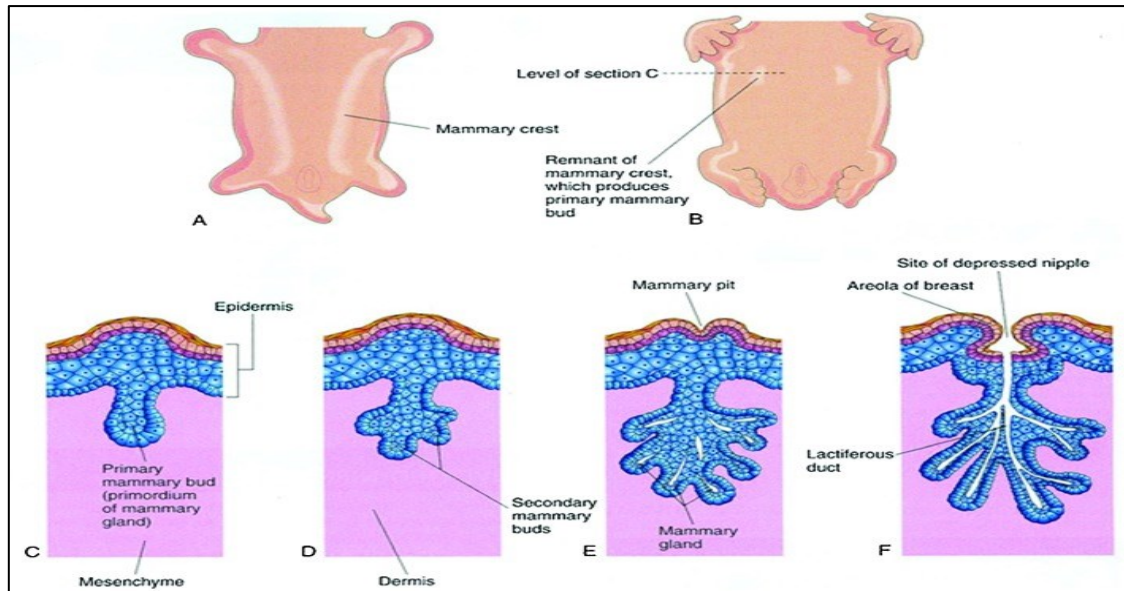 Level of section C
Mammary crest
Remnant of
mammary crest,
which produces
primary mammary
bud
A
B
Site of depressed nipple
Mammary pit
Areola of breast
Epidermis
Primary
mammary bud
(primordium
of mammary
gland)
Secondary
mammary
buds
Mammary
gland
Lactiferous
duct
C
D
E
F
Mesenchyme
Dermis